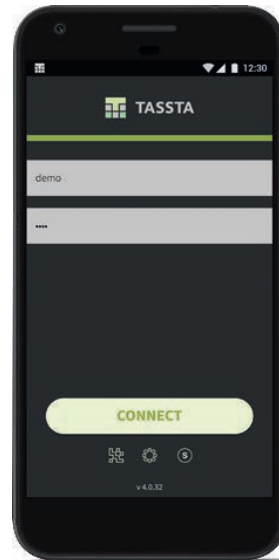 12:30
TASSTA
demo
••••
CONNECT
S
v 4.0.32